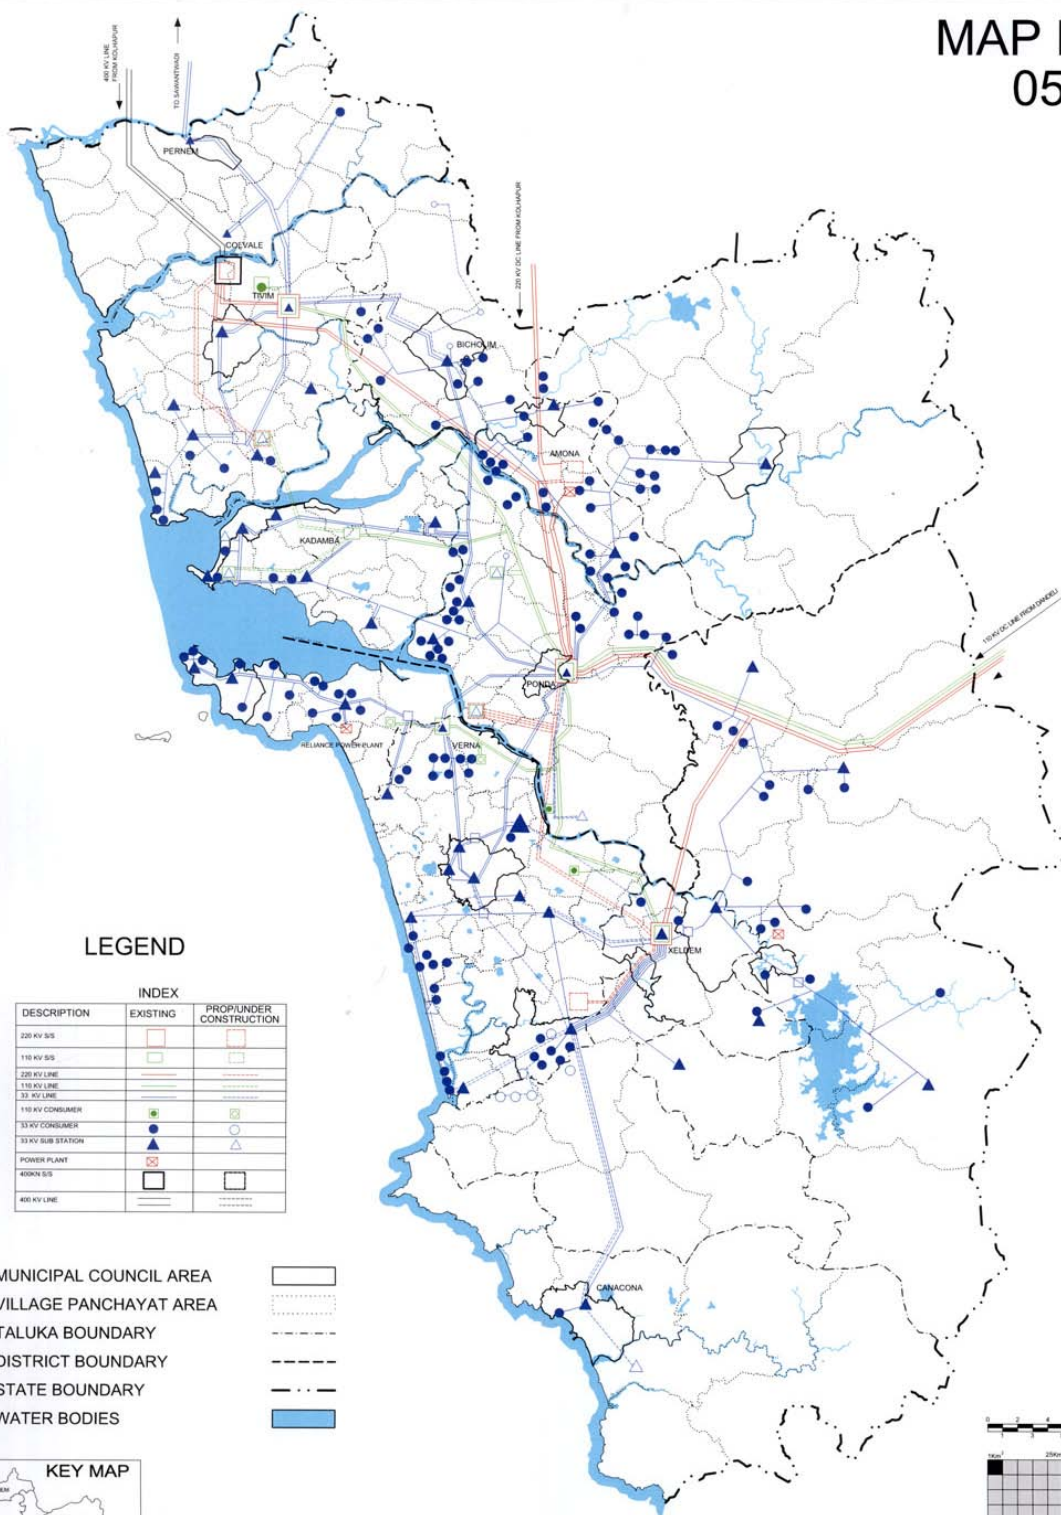 MAP
05
400 KV LINE
FROM KOLHAPUR
TO SAWANTWADI
PERNEM
220 KV DC LINE FROM KOLHAPUR
COLVALE
TIVIM
BICHOLIM
AMONA
KADAMBA
110 KV DC LINE FROM DANDELI
PONDA
RELIANCE POWER PLANT
VERNA
XELDEM
CANACONA
LEGEND
INDEX
DESCRIPTION EXISTING PROP/UNDER
CONSTRUCTION
220 KV S/S
110 KV S/S
220 KV LINE
110 KV LINE
33 KV LINE
110 KV CONSUMER
33 KV CONSUMER
33 KV SUB STATION
POWER PLANT
400KN S/S
400 KV LINE
MUNICIPAL COUNCIL AREA
VILLAGE PANCHAYAT AREA
TALUKA BOUNDARY
DISTRICT BOUNDARY
STATE BOUNDARY
WATER BODIES
KEY MAP
0 2 4